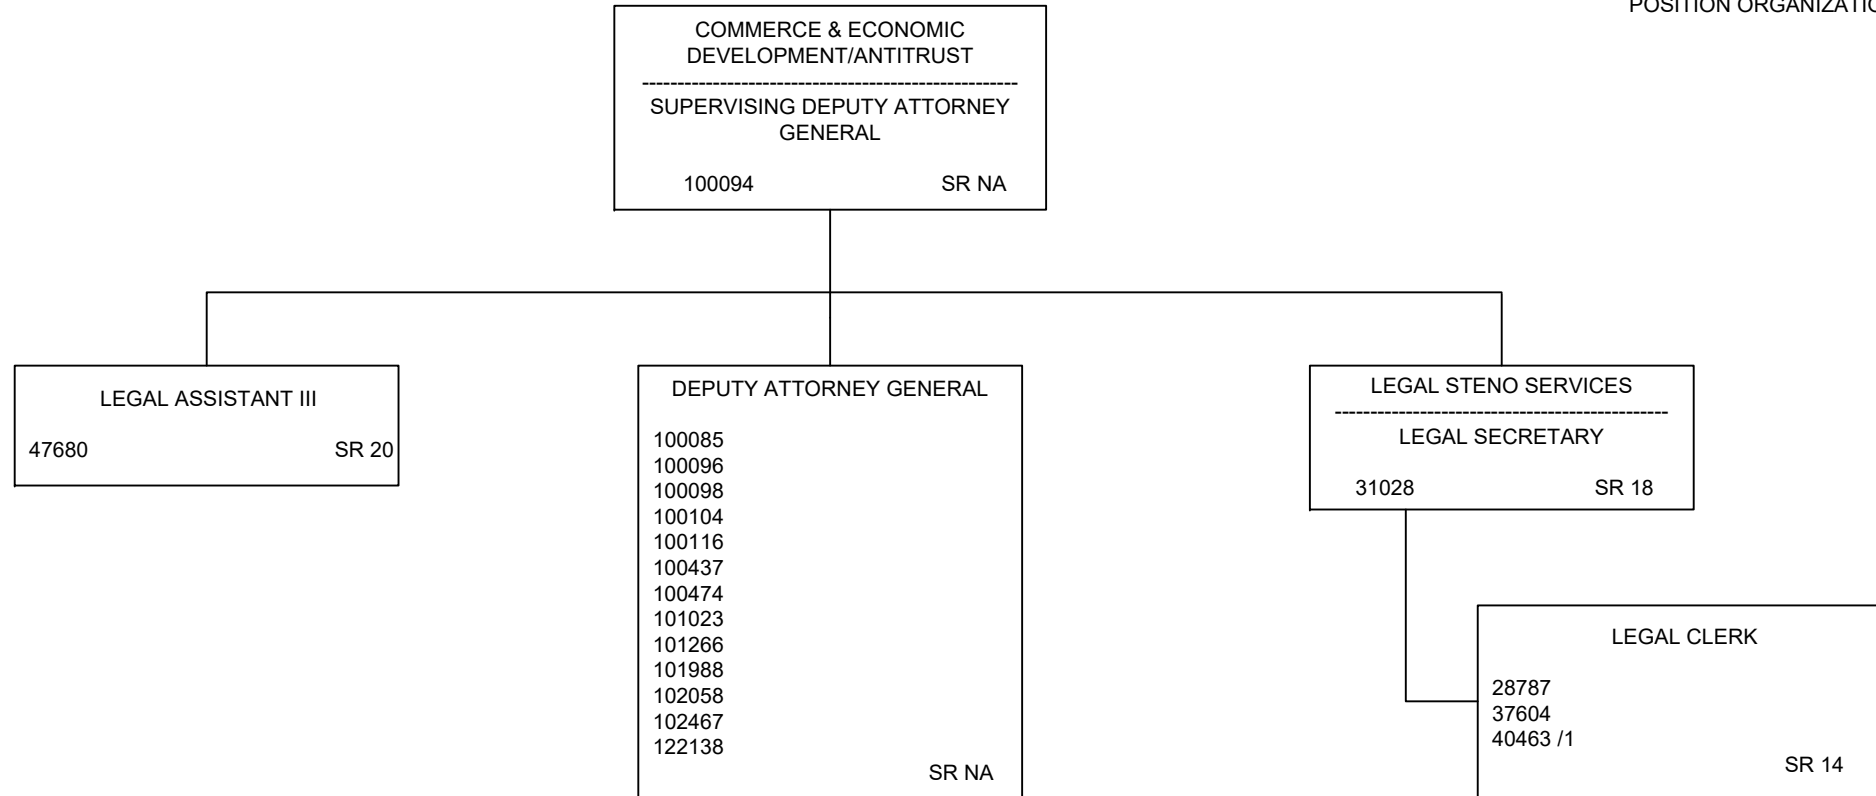 POSITION ORGANIZATIO
COMMERCE & ECONOMIC
DEVELOPMENT/ANTITRUST
-----------------------------------------------------
SUPERVISING DEPUTY ATTORNEY
GENERAL
100094 SR NA
LEGAL ASSISTANT III
47680 SR 20
DEPUTY ATTORNEY GENERAL
100085
100096
100098
100104
100116
100437
100474
101023
101266
101988
102058
102467
122138
SR NA
LEGAL STENO SERVICES
-----------------------------------------------
LEGAL SECRETARY
31028 SR 18
LEGAL CLERK
28787
37604
40463 /1
SR 14